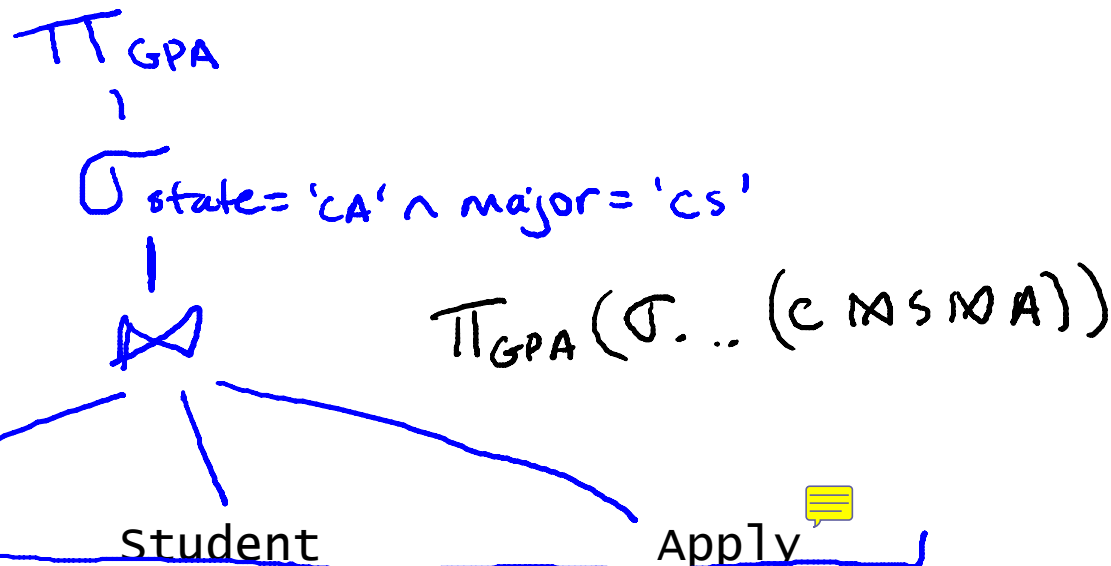 π GPA
σ state= 'CA' ∧ major = 'CS'
⋈
π GPA (σ... (C ⋈ S ⋈ A))
Student Apply